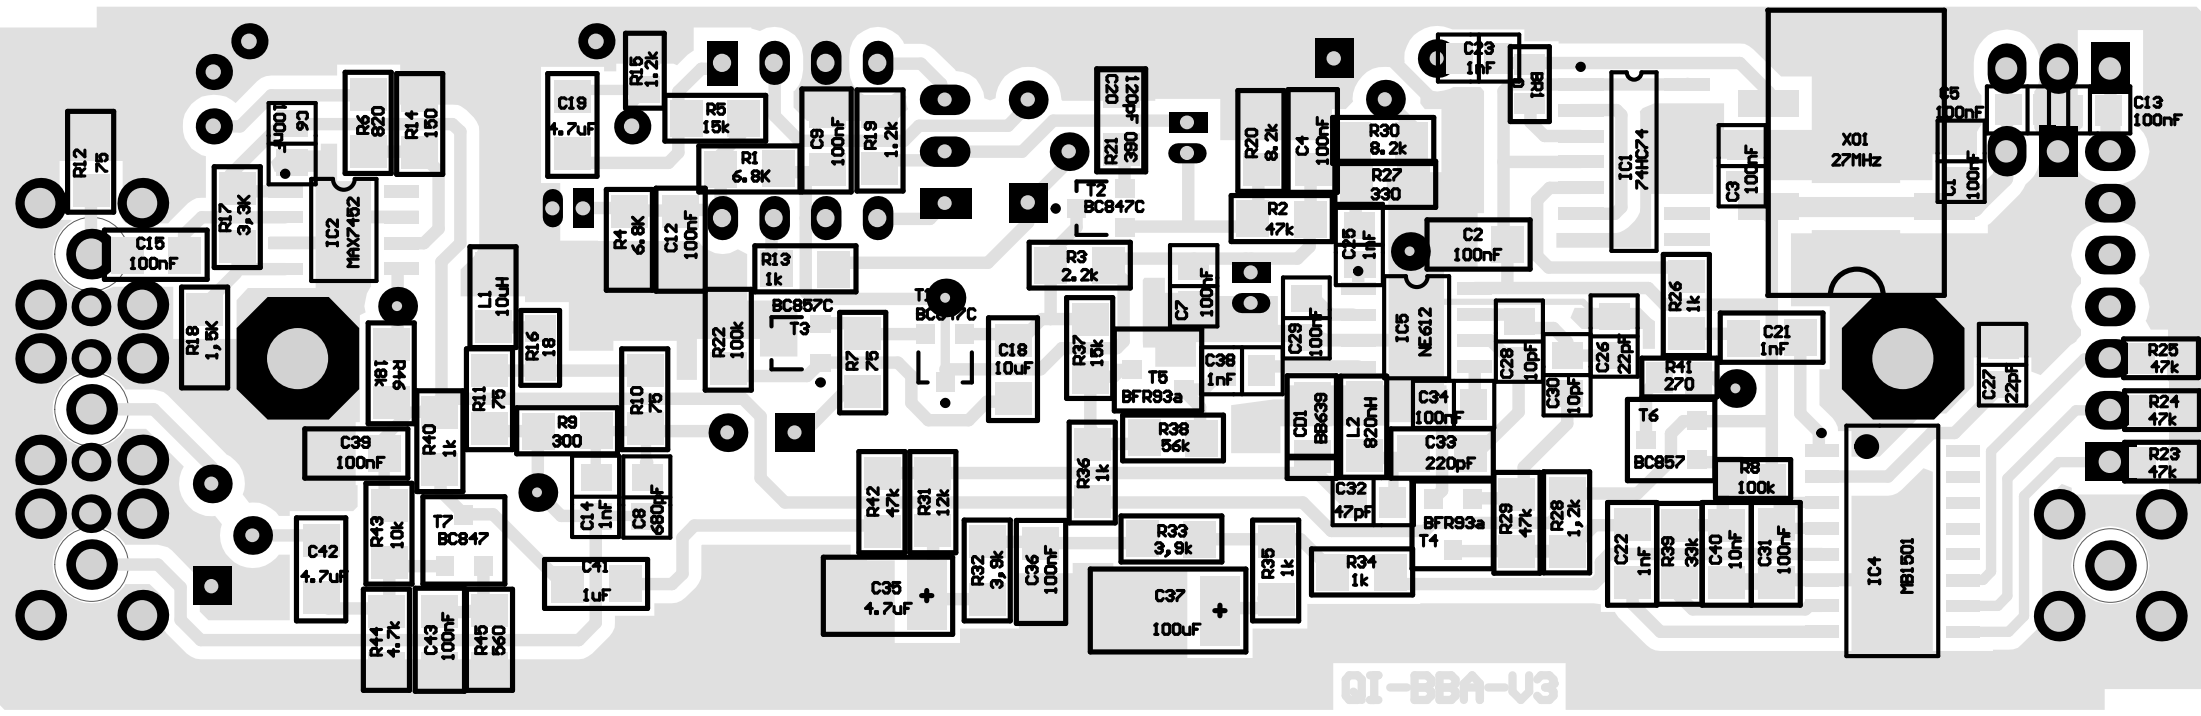 R12
75
C15
100nF
R18
1,5K
R17
3,3K
C6
100nF
IC2
MAX7452
R6
820
R14
150
R46
18K
C39
100nF
R40
1k
L1
10uH
R11
75
R16
18
R9
300
R10
75
C14
1nF
C8
680pF
C42
4.7uF
R43
10k
T7
BC847
R44
4.7k
C43
100nF
R45
560
C41
1uF
C19
4.7uF
R15
1.2k
R5
15k
R1
6.8K
C9
100nF
R19
1.2k
R4
6.8K
C12
100nF
R13
1k
R22
100k
BC857C
T3
R7
75
C18
10uF
R42
47k
R31
12k
C35
4.7uF
+
R32
3,9k
C36
100nF
C20
120pF
R21
390
T2
BC847C
R3
2.2k
R37
15k
C7
100nF
T5
BFR93a
R38
56k
R36
1k
R33
3,9k
C37
100uF
+
R35
1k
R34
1k
C38
1nF
R20
8.2k
C4
100nF
R30
8.2k
R27
330
R2
47k
C25
1nF
C29
100nF
C2
100nF
IC5
NE612
CD1
BB639
L2
820nH
C34
100nF
C33
220pF
C32
47pF
BFR93a
T4
R29
47k
R28
1,2k
C23
1nF
BR1
IC1
74HC74
C3
100nF
XO1
27MHz
C5
100nF
C13
100nF
C1
100nF
C28
10pF
C30
10pF
C26
22pF
R26
1k
R41
270
C21
1nF
T6
BC857
R8
100k
C22
1nF
R39
33k
C40
10nF
C31
100nF
IC4
MB1501
C27
22pF
R25
47k
R24
47k
R23
47k
QI-BBA-V3